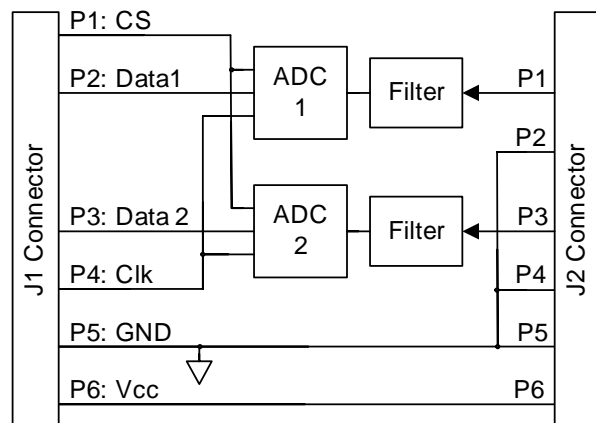 P1: CS
P2: Data1
P3: Data 2
P4: Clk
P5: GND
P6: Vcc
J1 Connector
ADC
1
Filter
ADC
2
Filter
P1
P2
P3
P4
P5
P6
J2 Connector